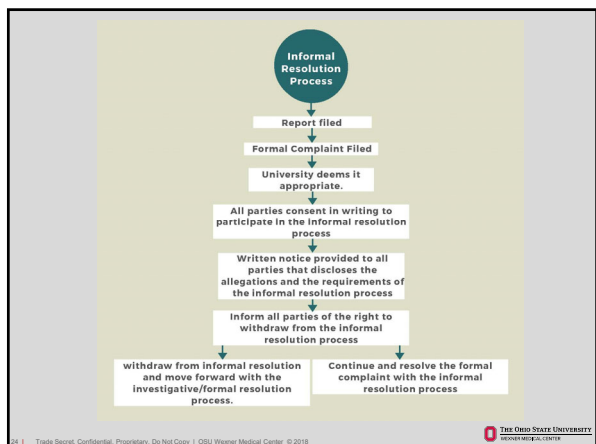 Informal
Resolution
Process
Report filed
Formal Complaint Filed
University deems it
appropriate.
All parties consent in writing to
participate in the informal resolution
process
Written notice provided to all
parties that discloses the
allegations and the requirements of
the informal resolution process
Inform all parties of the right to
withdraw from the informal
resolution process
withdraw from informal resolution
and move forward with the
investigative/formal resolution
process.
Continue and resolve the formal
complaint with the informal
resolution process
24 | Trade Secret, Confidential, Proprietary, Do Not Copy | OSU Wexner Medical Center © 2018
THE OHIO STATE UNIVERSITY
WEXNER MEDICAL CENTER